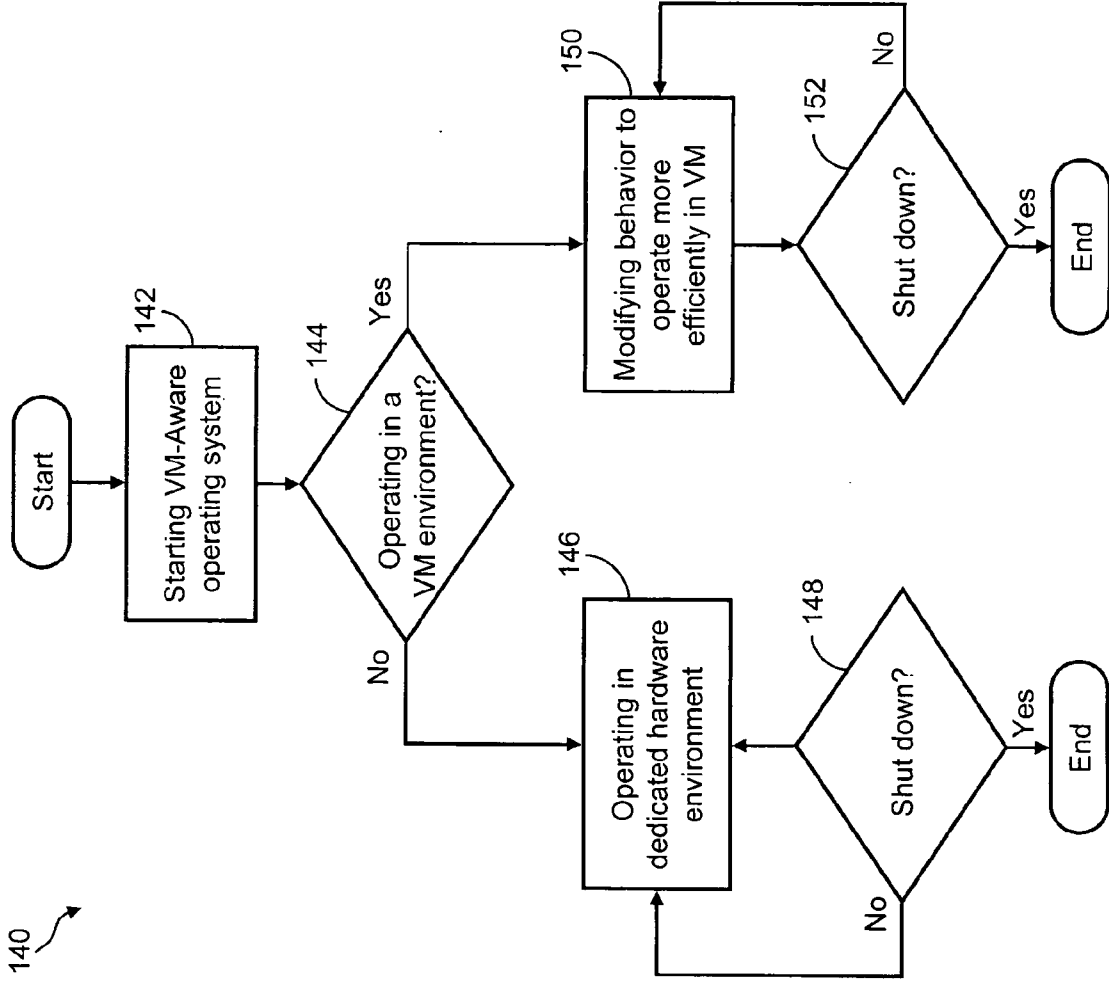 140
Start
142
Starting VM-Aware
operating system
144
Operating in a
VM environment?
No
Yes
146
Operating in
dedicated hardware
environment
148
Shut down?
No
Yes
End
150
Modifying behavior to
operate more
efficiently in VM
152
Shut down?
No
Yes
End